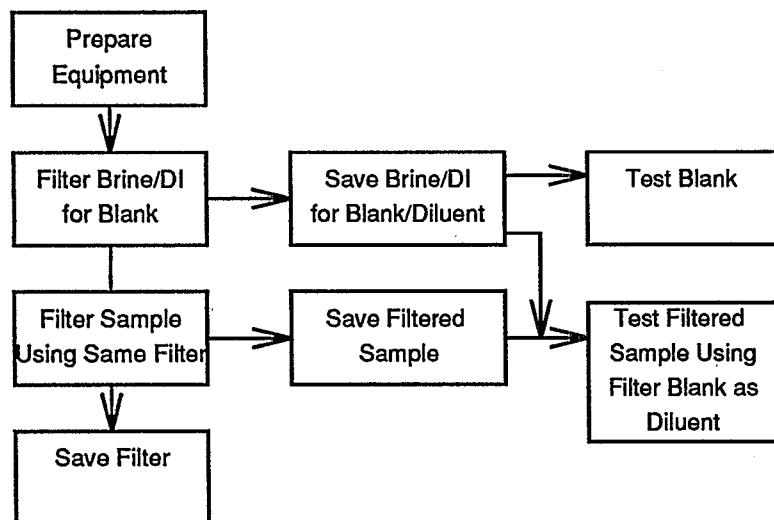 Prepare
Equipment
Filter Brine/DI
for Blank
Save Brine/DI
for Blank/Diluent
Test Blank
Filter Sample
Using Same Filter
Save Filtered
Sample
Test Filtered
Sample Using
Filter Blank as
Diluent
Save Filter